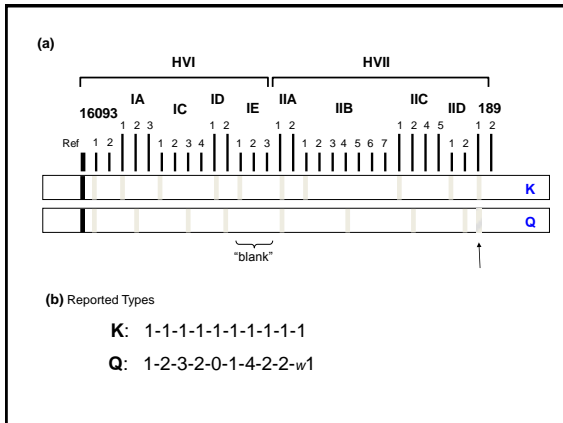 (a)
HVI HVII
16093 IA IC ID IE IIA IIB IIC IID 189
Ref 1 2 1 2 3 1 2 3 4 1 2 1 2 3 1 2 1 2 3 4 5 6 7 1 2 4 5 1 2 1 2
K
Q
"blank"
(b) Reported Types
K: 1-1-1-1-1-1-1-1-1-1
Q: 1-2-3-2-0-1-4-2-2-w1